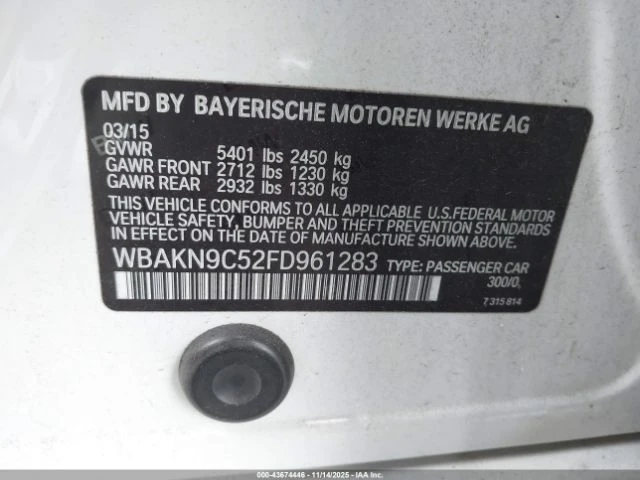 MFD BY BAYERISCHE MOTOREN WERKE AG
03/15
GVWR 5401 lbs 2450 kg
GAWR FRONT 2712 lbs 1230 kg
GAWR REAR 2932 lbs 1330 kg
THIS VEHICLE CONFORMS TO ALL APPLICABLE U.S.FEDERAL MOTOR
VEHICLE SAFETY, BUMPER AND THEFT PREVENTION STANDARDS
IN EFFECT ON THE DATE OF MANUFACTURE SHOWN ABOVE.
WBAKN9C52FD961283 TYPE: PASSENGER CAR
300/0,
7 315 814
000-43674446 - 11/14/2025 - IAA Inc.